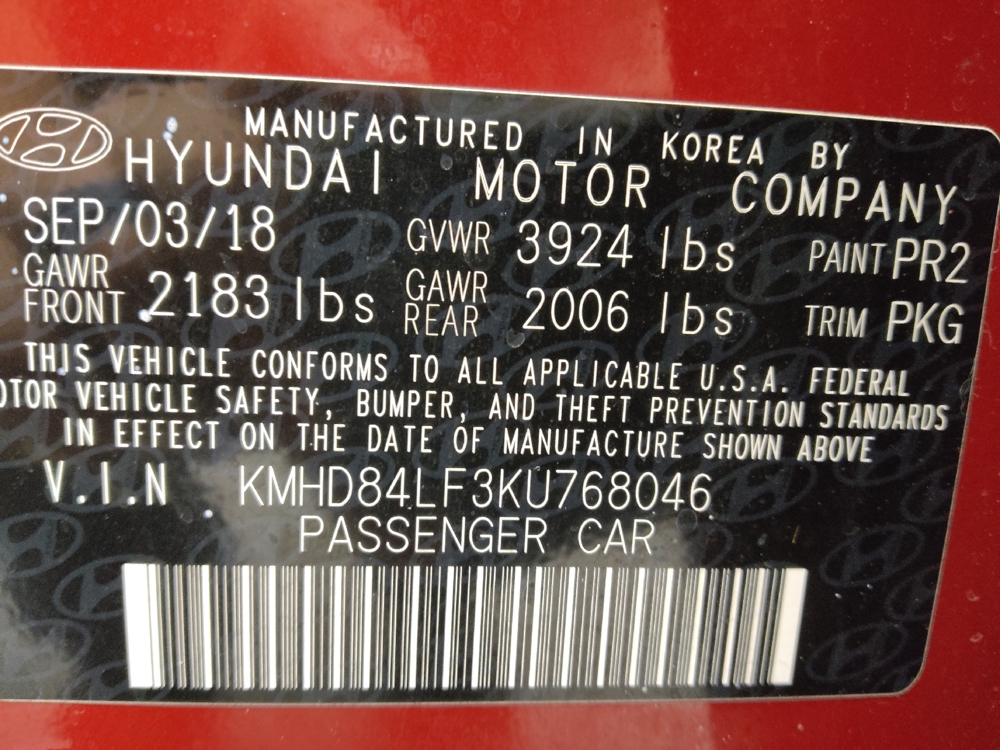 MANUFACTURED IN KOREA BY
HYUNDAI MOTOR COMPANY
SEP/03/18 GVWR 3924 lbs PAINT PR2
GAWR FRONT 2183 lbs GAWR REAR 2006 lbs TRIM PKG
THIS VEHICLE CONFORMS TO ALL APPLICABLE U.S.A. FEDERAL
OTOR VEHICLE SAFETY, BUMPER, AND THEFT PREVENTION STANDARDS
IN EFFECT ON THE DATE OF MANUFACTURE SHOWN ABOVE
V.I.N KMHD84LF3KU768046
PASSENGER CAR